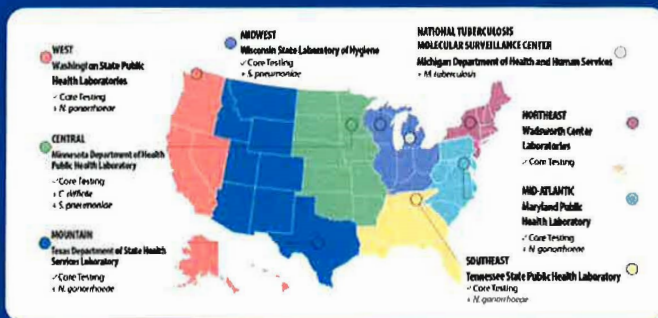 WEST
Washington State Public
Health Laboratories
✓ Core Testing
+ N. gonorrhoeae
CENTRAL
Minnesota Department of Health
Public Health Laboratory
✓ Core Testing
+ C. difficile
+ S. pneumoniae
MOUNTAIN
Texas Department of State Health
Services Laboratory
✓ Core Testing
+ N. gonorrhoeae
MIDWEST
Wisconsin State Laboratory of Hygiene
✓ Core Testing
+ S. pneumoniae
NATIONAL TUBERCULOSIS
MOLECULAR SURVEILLANCE CENTER
Michigan Department of Health and Human Services
+ M. tuberculosis
NORTHEAST
Wadsworth Center
Laboratories
✓ Core Testing
MID-ATLANTIC
Maryland Public
Health Laboratory
✓ Core Testing
+ N. gonorrhoeae
SOUTHEAST
Tennessee State Public Health Laboratory
✓ Core Testing
+ N. gonorrhoeae